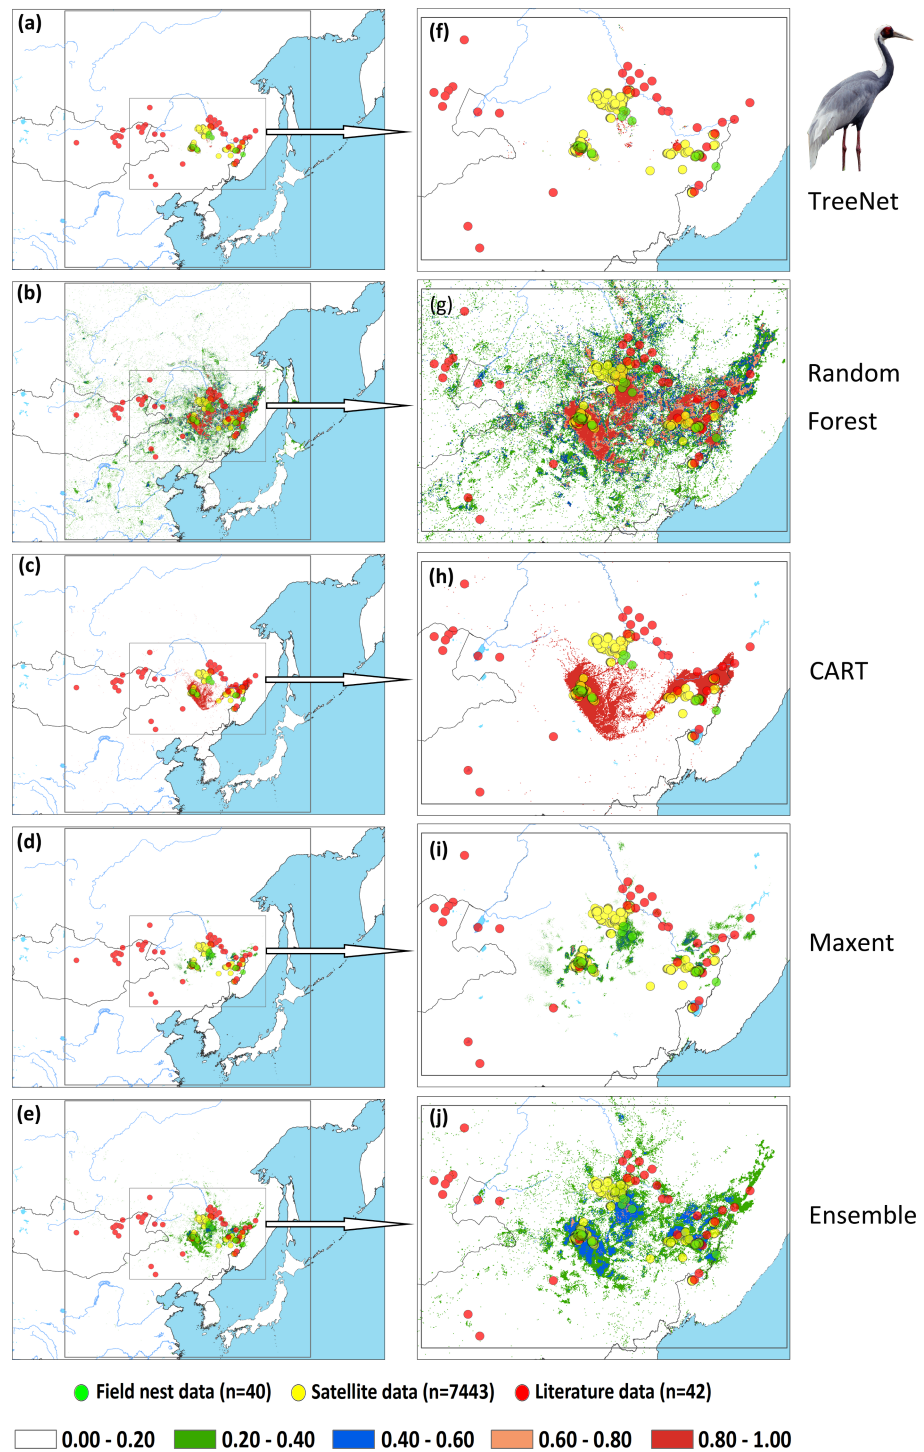 (a)
(f)
TreeNet
(b)
(g)
Random
Forest
(c)
(h)
CART
(d)
(i)
Maxent
(e)
(j)
Ensemble
Field nest data (n=40)
Satellite data (n=7443)
Literature data (n=42)
0.00 - 0.20
0.20 - 0.40
0.40 - 0.60
0.60 - 0.80
0.80 - 1.00